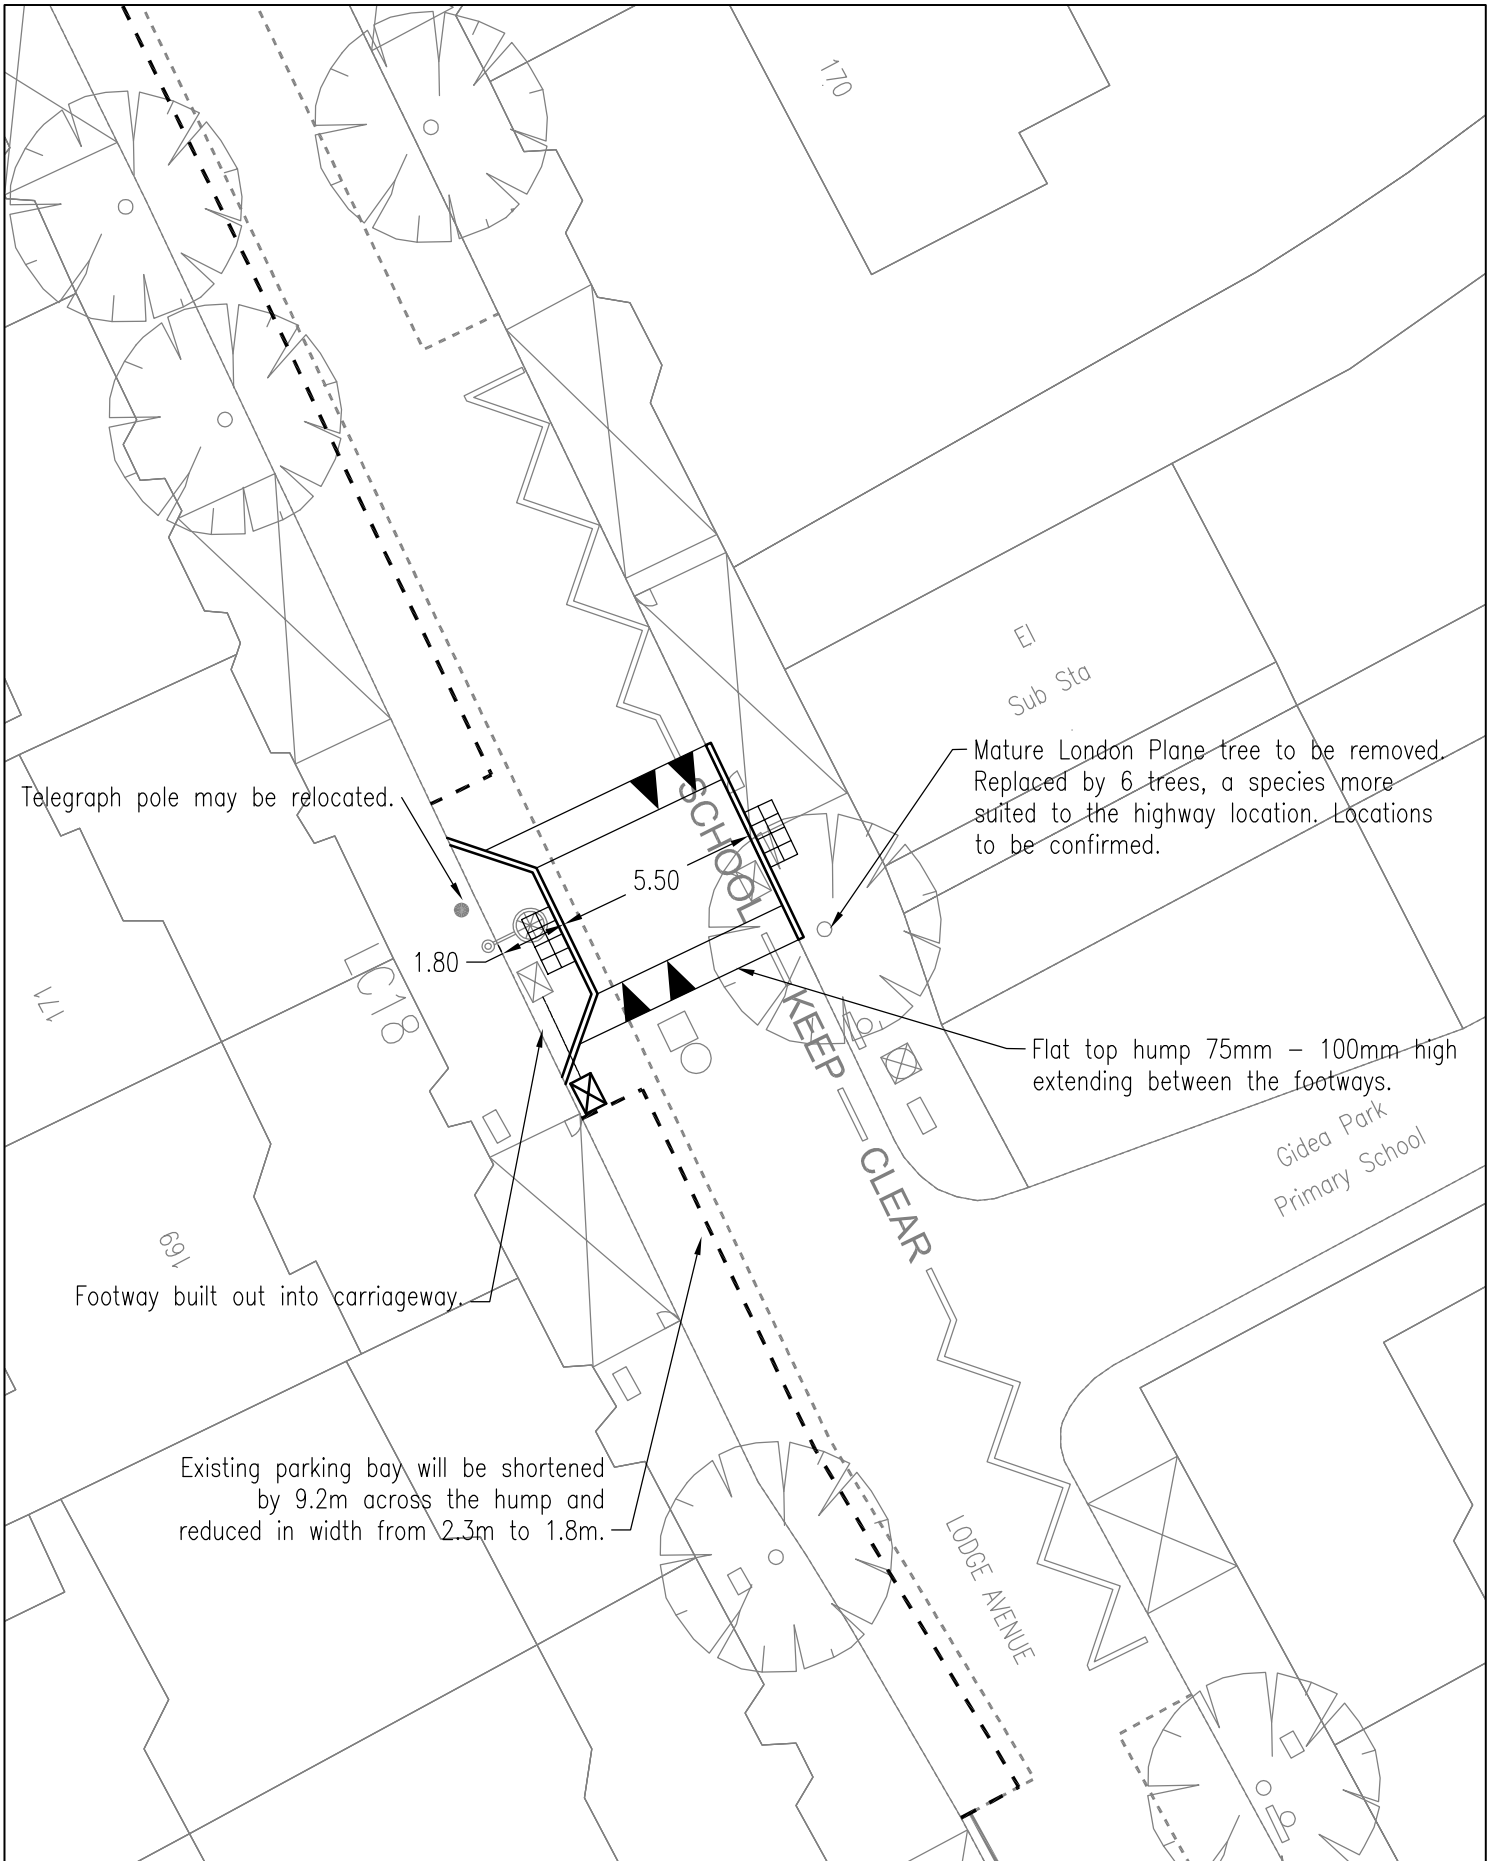 170
El
Sub Sta
Mature London Plane tree to be removed.
Replaced by 6 trees, a species more
suited to the highway location. Locations
to be confirmed.
Telegraph pole may be relocated.
SCHOOL
5.50
1.80
LC18
171
KEEP
Flat top hump 75mm – 100mm high
extending between the footways.
Gidea Park
Primary School
CLEAR
169
Footway built out into carriageway.
Existing parking bay will be shortened
by 9.2m across the hump and
reduced in width from 2.3m to 1.8m.
LODGE AVENUE